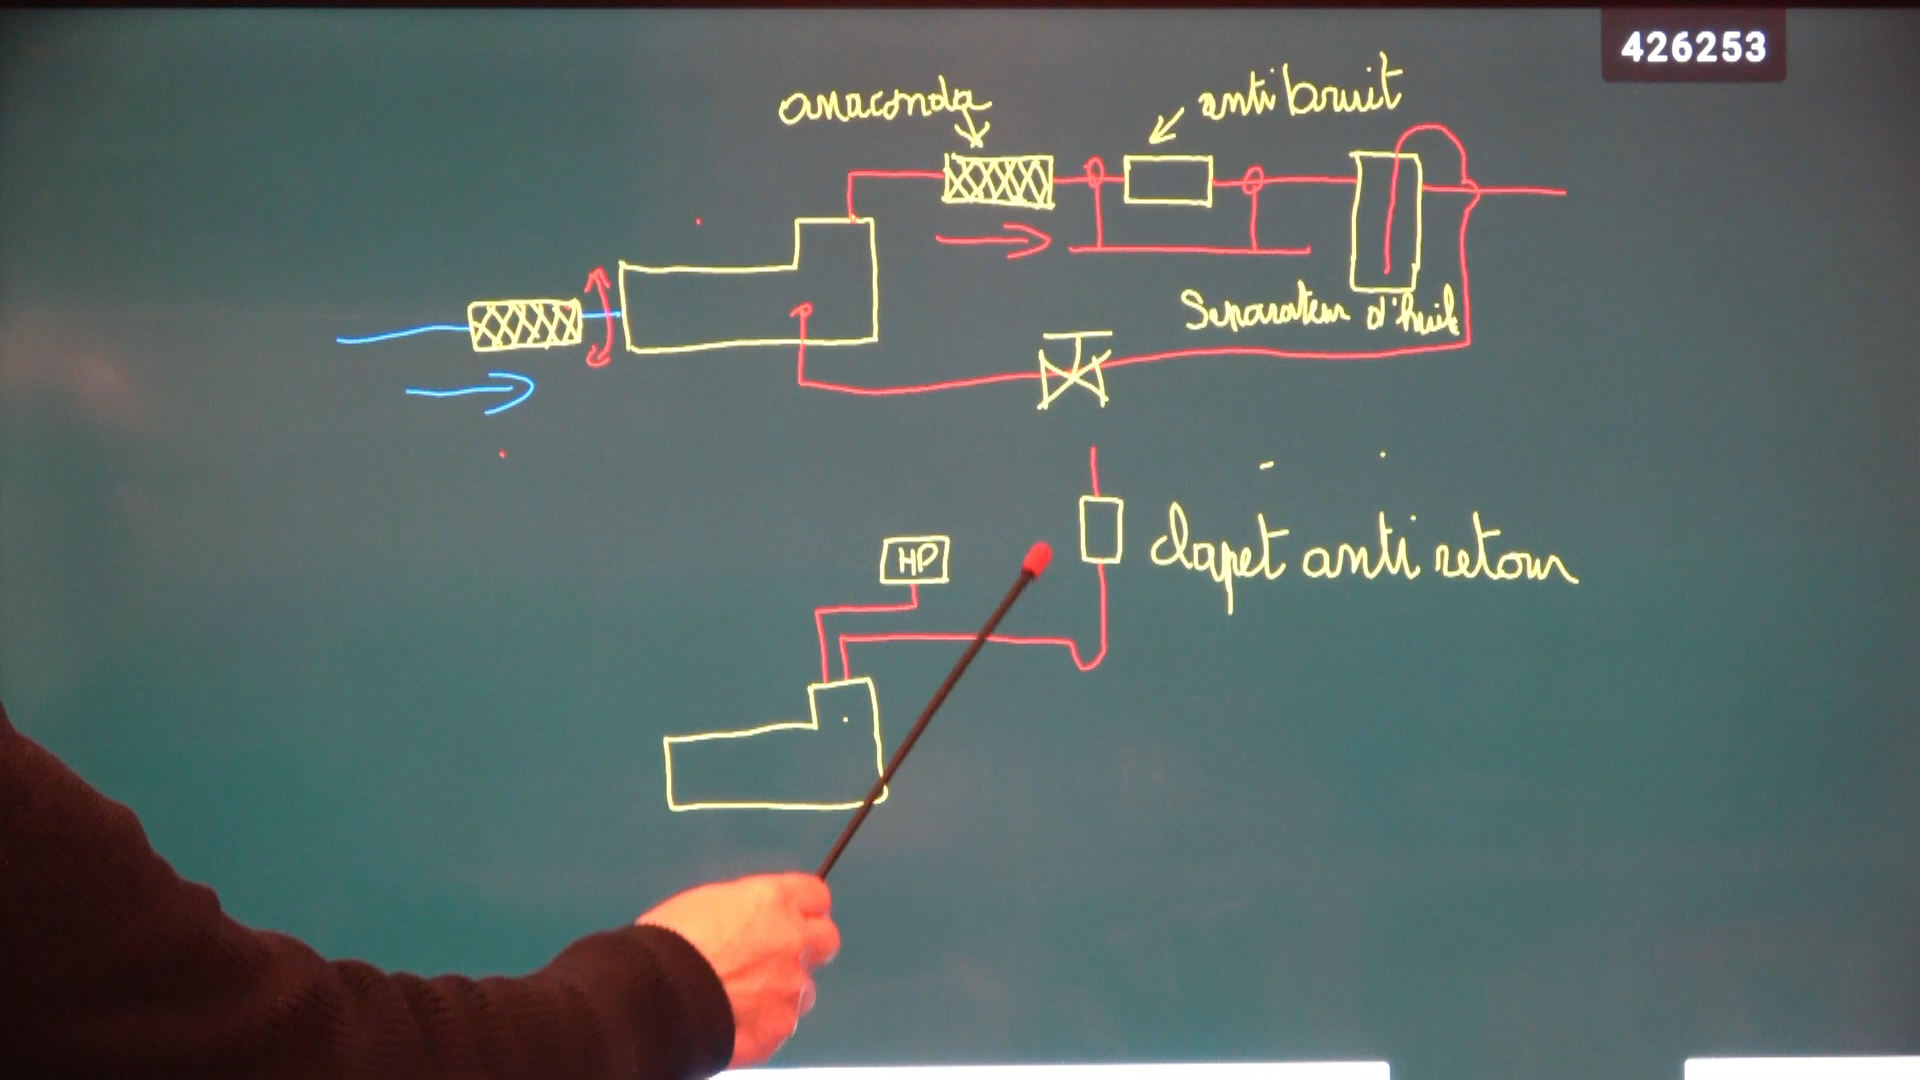 426253
anaconda
anti bruit
Separateur d'huile
HP
Clapet anti retour